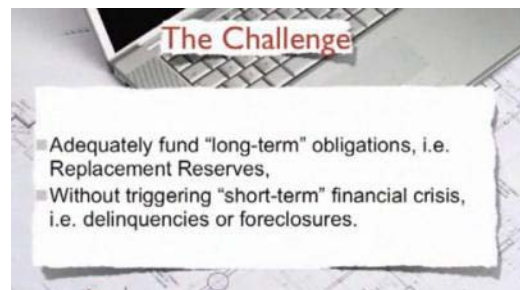 The Challenge
Adequately fund “long-term” obligations, i.e.
Replacement Reserves,
Without triggering “short-term” financial crisis,
i.e. delinquencies or foreclosures.